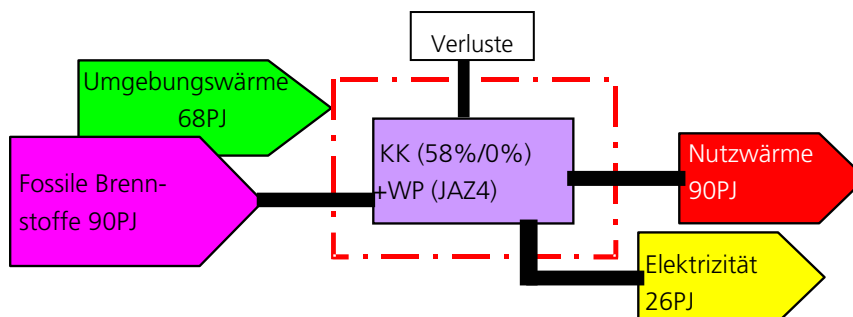 Verluste
Umgebungswärme
68PJ
KK (58%/0%)
+WP (JAZ4)
Fossile Brenn-
stoffe 90PJ
Nutzwärme
90PJ
Elektrizität
26PJ